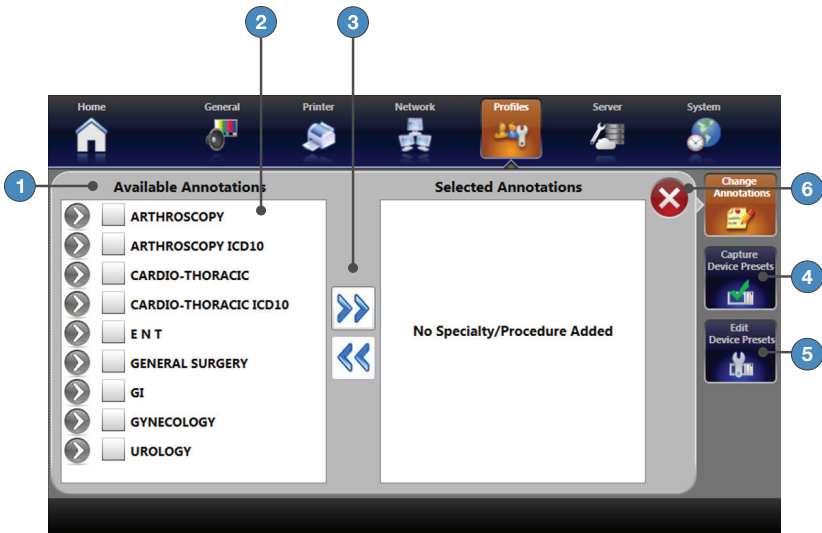 2
3
Home
General
Printer
Network
Profiles
Server
System
1
Available Annotations
Selected Annotations
Change
Annotations
6
ARTHROSCOPY
ARTHROSCOPY ICD10
CARDIO-THORACIC
CARDIO-THORACIC ICD10
E N T
GENERAL SURGERY
GI
GYNECOLOGY
UROLOGY
No Specialty/Procedure Added
Capture
Device Presets
4
Edit
Device Presets
5